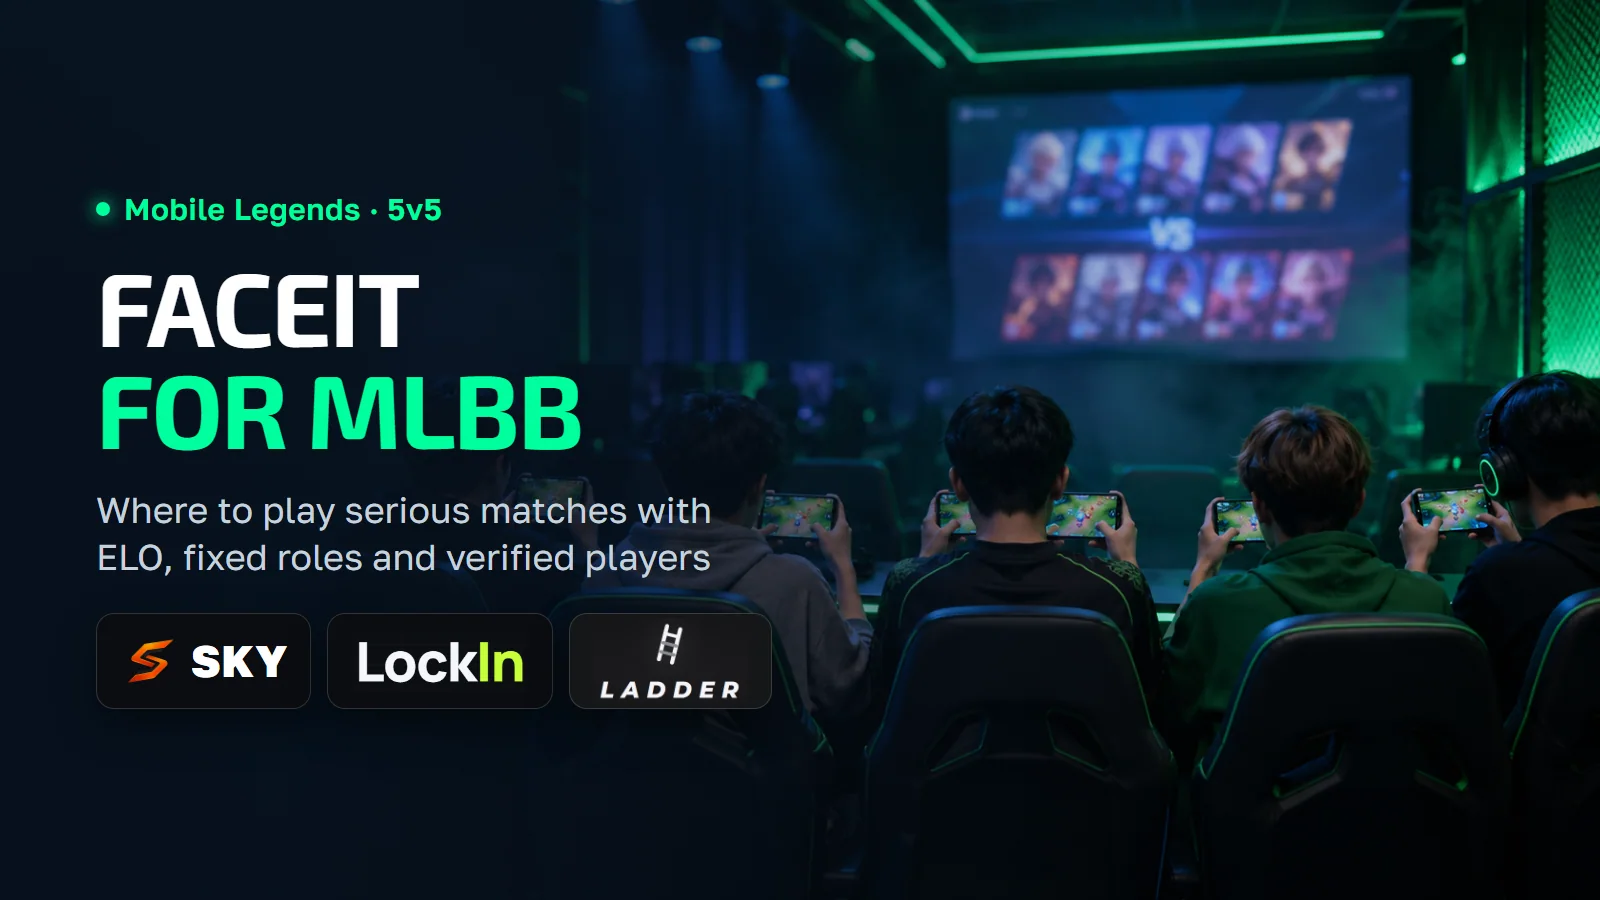 Mobile Legends · 5v5
FACEIT
FOR MLBB
Where to play serious matches with
ELO, fixed roles and verified players
SKY
LockIn
LADDER
VS